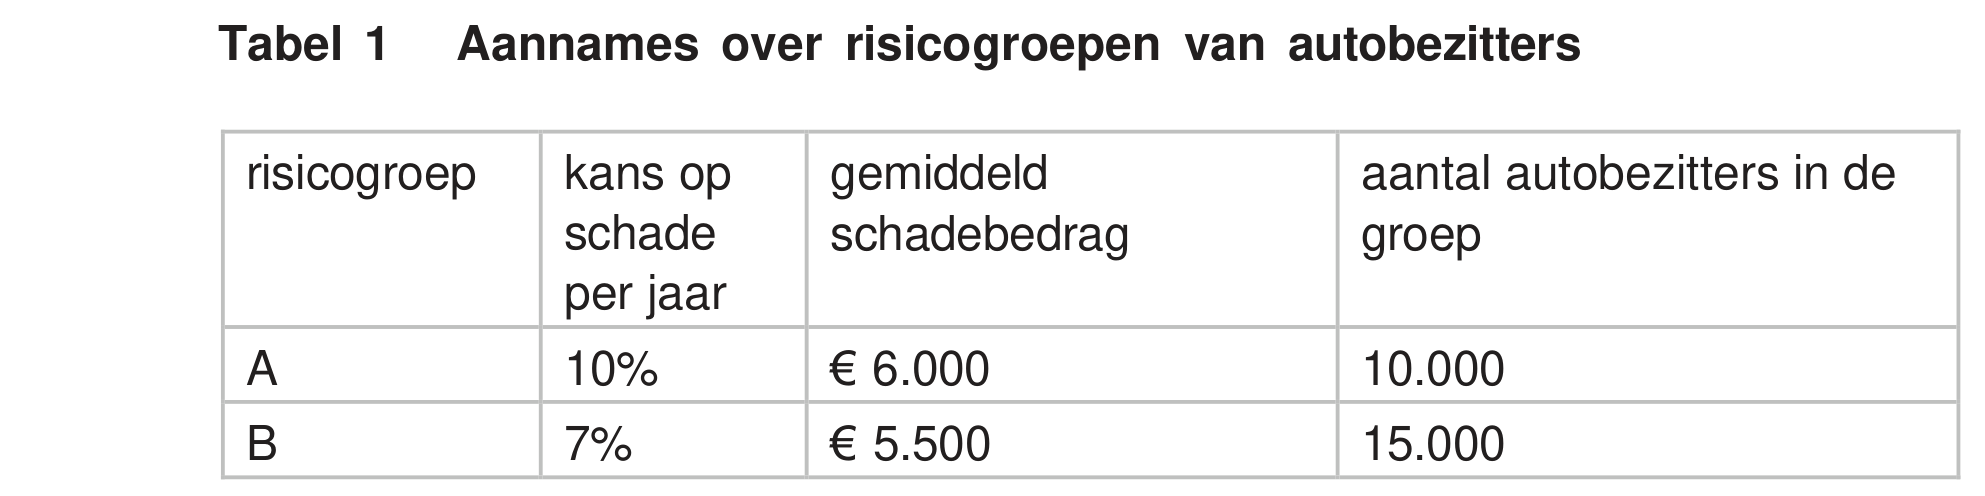 Tabel 1 Aannames over risicogroepen van autobezitters
risicogroep kans op schade per jaar gemiddeld schadebedrag aantal autobezitters in de groep
A 10% € 6.000 10.000
B 7% € 5.500 15.000